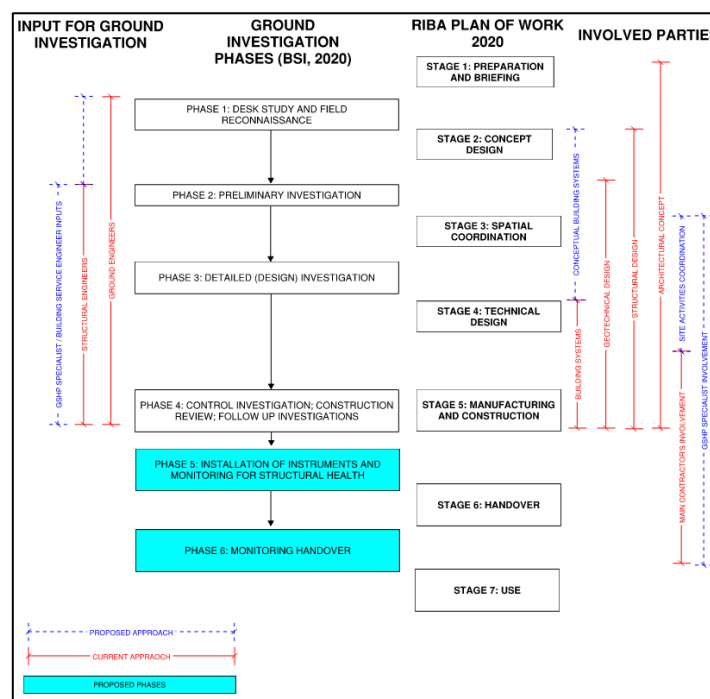 INPUT FOR GROUND
INVESTIGATION
GROUND
INVESTIGATION
PHASES (BSI, 2020)
RIBA PLAN OF WORK
2020
INVOLVED PARTIES
STAGE 1: PREPARATION
AND BRIEFING
PHASE 1: DESK STUDY AND FIELD
RECONNAISSANCE
STAGE 2: CONCEPT
DESIGN
PHASE 2: PRELIMINARY INVESTIGATION
STAGE 3: SPATIAL
COORDINATION
PHASE 3: DETAILED (DESIGN) INVESTIGATION
STAGE 4: TECHNICAL
DESIGN
PHASE 4: CONTROL INVESTIGATION; CONSTRUCTION
REVIEW; FOLLOW UP INVESTIGATIONS
STAGE 5: MANUFACTURING
AND CONSTRUCTION
PHASE 5: INSTALLATION OF INSTRUMENTS AND
MONITORING FOR STRUCTURAL HEALTH
STAGE 6: HANDOVER
PHASE 6: MONITORING HANDOVER
STAGE 7: USE
GSHP SPECIALIST / BUILDING SERVICE ENGINEER INPUTS
STRUCTURAL ENGINEERS
GROUND ENGINEERS
CONCEPTUAL BUILDING SYSTEMS
BUILDING SYSTEMS
GEOTECHNICAL DESIGN
STRUCTURAL DESIGN
ARCHITECTURAL CONCEPT
SITE ACTIVITIES COORDINATION
MAIN CONTRACTOR'S INVOLVEMENT
GSHP SPECIALIST INVOLVEMENT
PROPOSED APPROACH
CURRENT APPRAOCH
PROPOSED PHASES